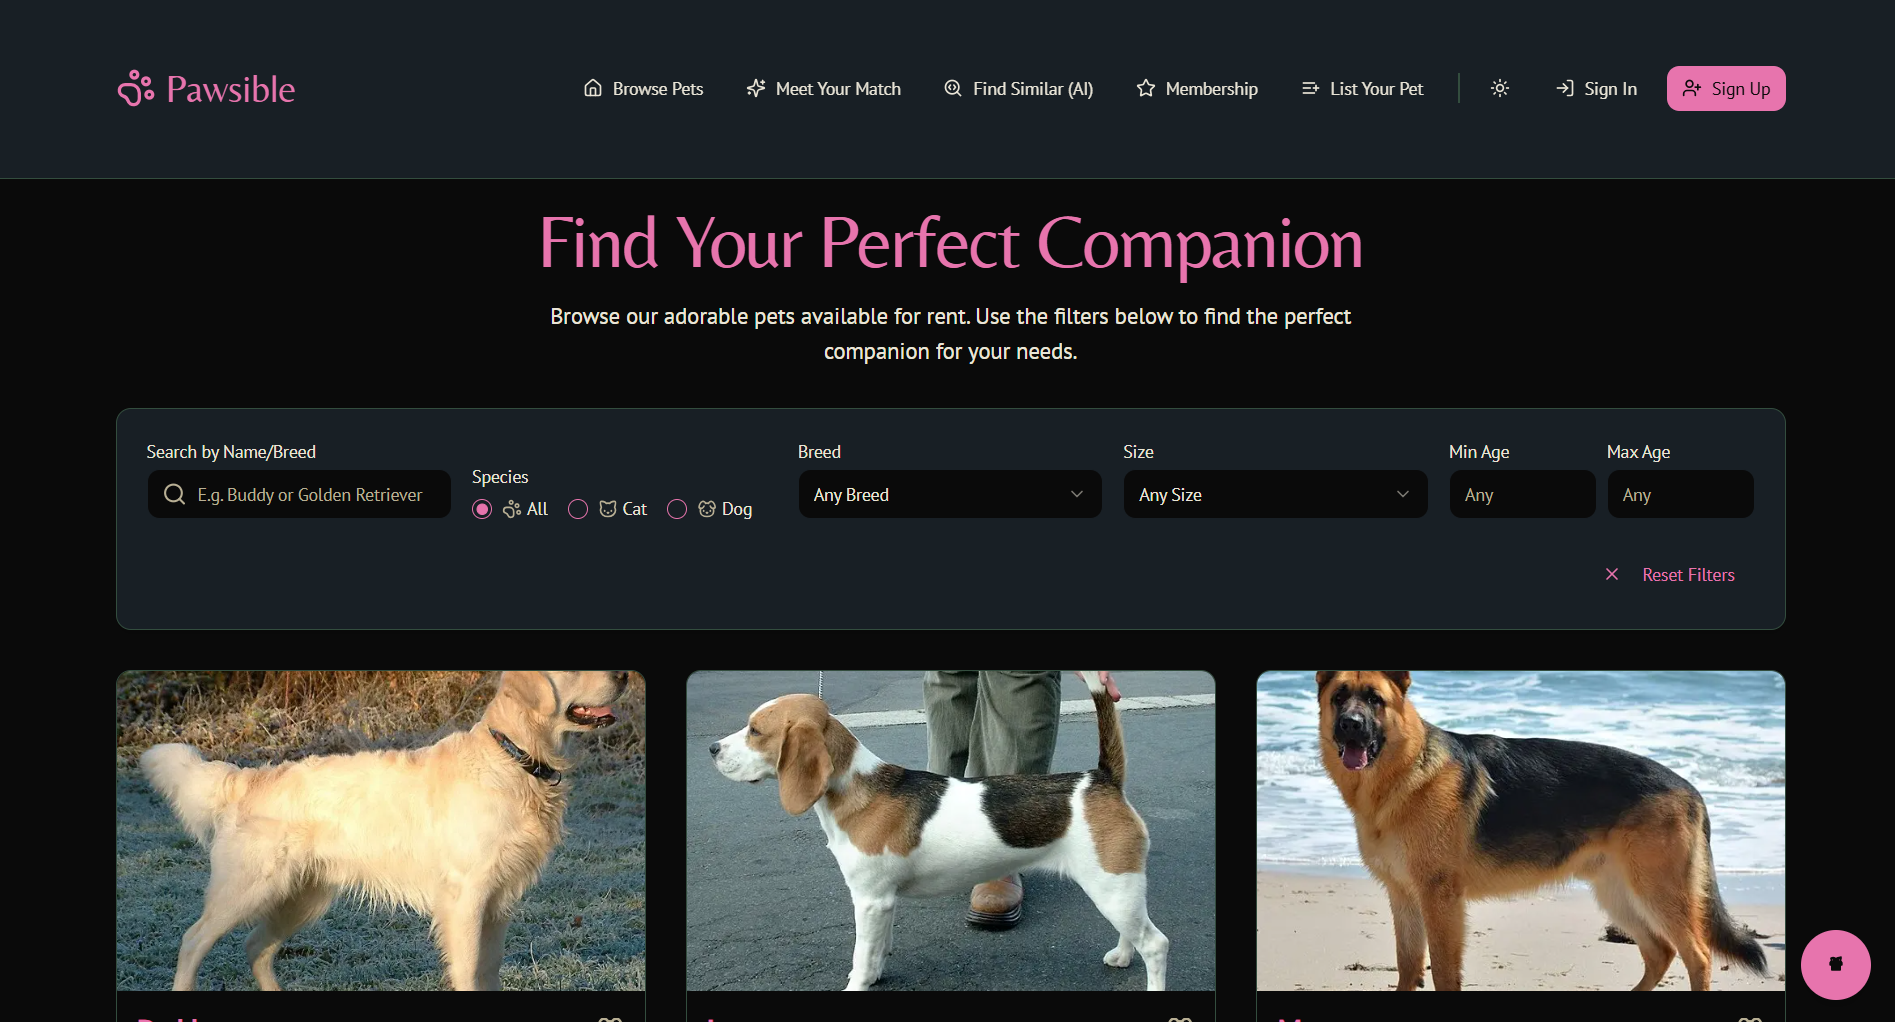 Pawsible
Browse Pets
Meet Your Match
Find Similar (AI)
Membership
List Your Pet
Sign In
Sign Up
Find Your Perfect Companion
Browse our adorable pets available for rent. Use the filters below to find the perfect
companion for your needs.
Search by Name/Breed
E.g. Buddy or Golden Retriever
Species
All
Cat
Dog
Breed
Any Breed
Size
Any Size
Min Age
Any
Max Age
Any
Reset Filters